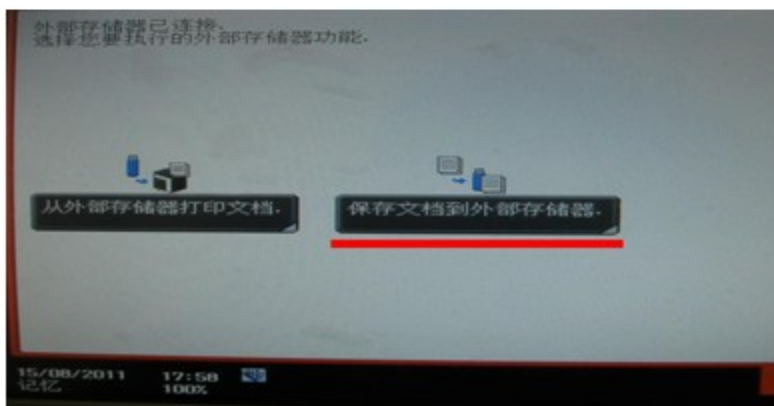 外部存储器已连接.
选择您要执行的外部存储器功能.
从外部存储器打印文档.
保存文档到外部存储器.
15/08/2011 17:58
记忆 100%